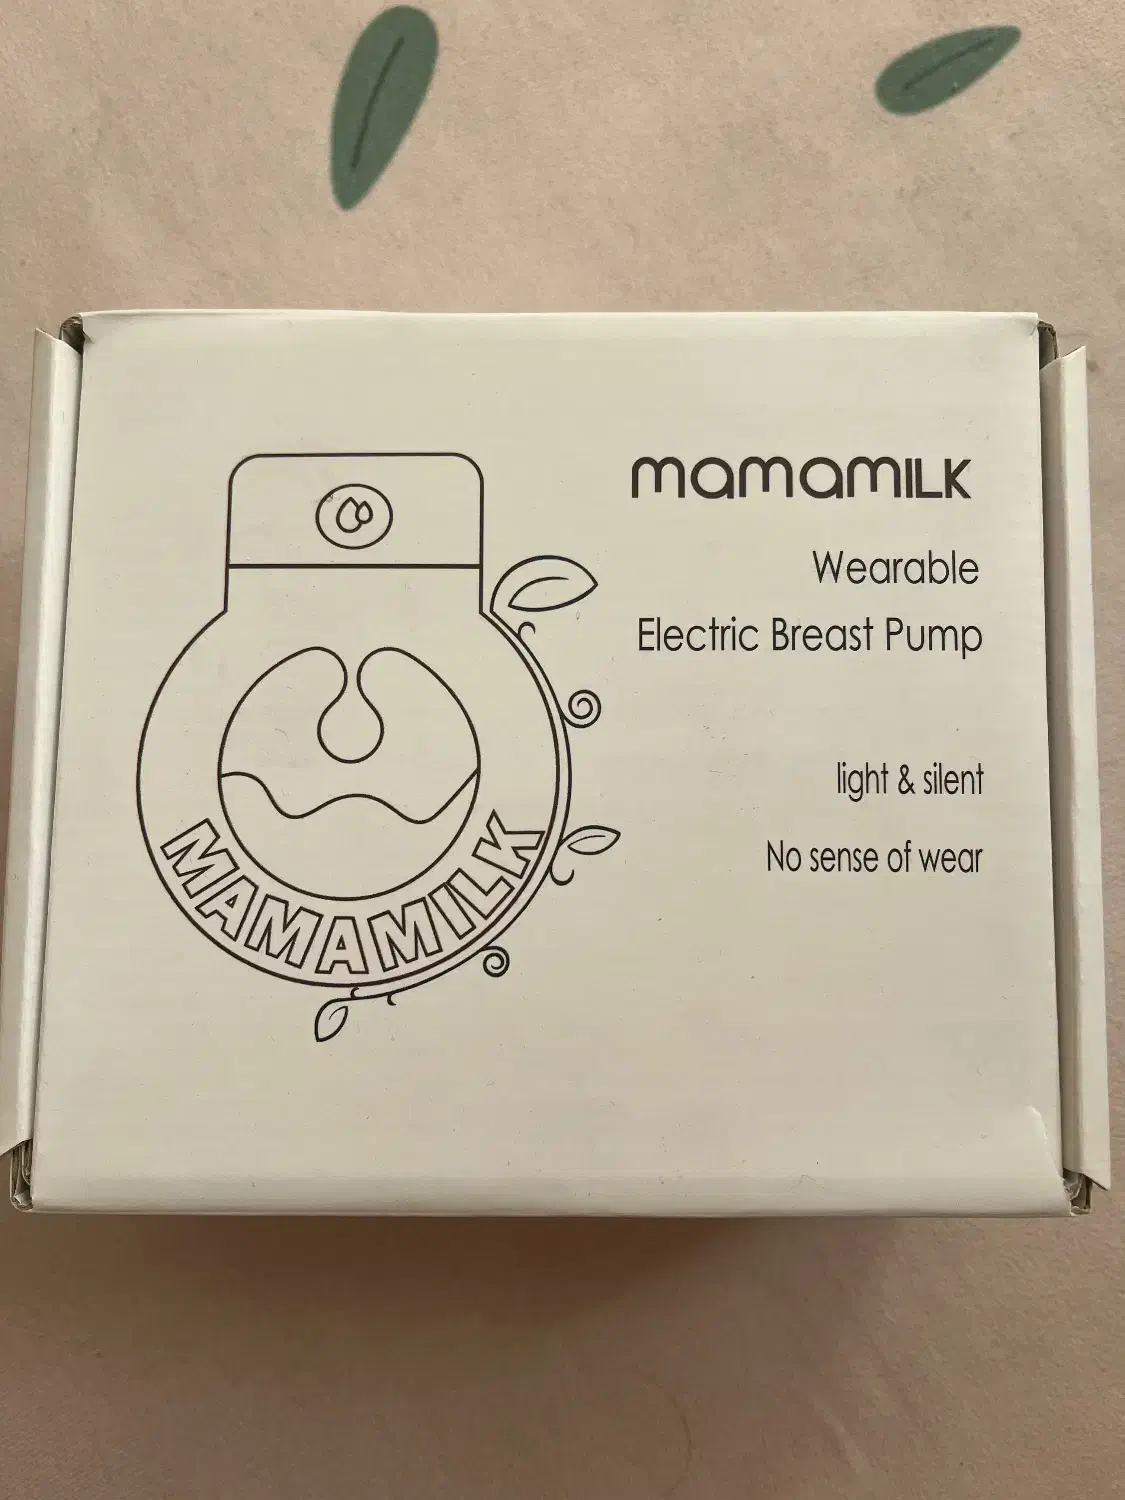 mamamILK
Wearable
Electric Breast Pump
light & silent
No sense of wear
MAMAMILK